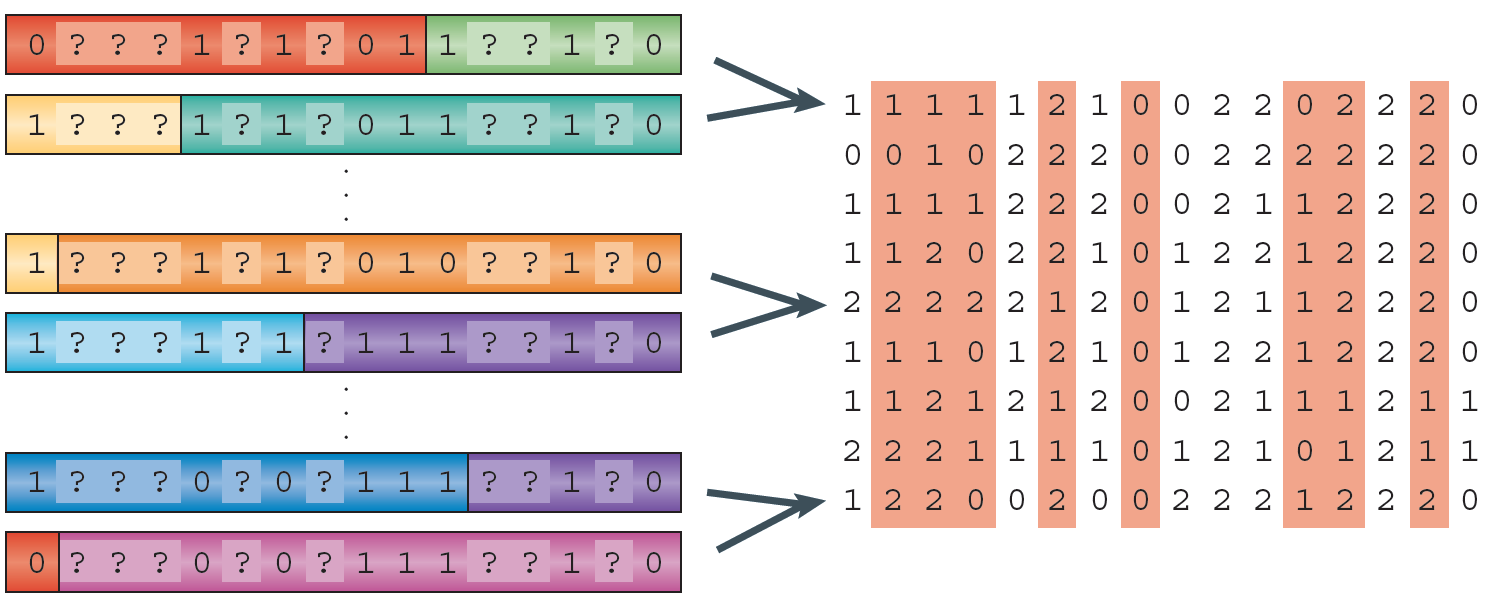 0 ? ? ? 1 ? 1 ? 0 1 1 ? ? 1 ? 0
1 ? ? ? 1 ? 1 ? 0 1 1 ? ? 1 ? 0
1 ? ? ? 1 ? 1 ? 0 1 0 ? ? 1 ? 0
1 ? ? ? 1 ? 1 ? 1 1 1 ? ? 1 ? 0
1 ? ? ? 0 ? 0 ? 1 1 1 ? ? 1 ? 0
0 ? ? ? 0 ? 0 ? 1 1 1 ? ? 1 ? 0
1 1 1 1 1 2 1 0 0 2 2 0 2 2 2 0
0 0 1 0 2 2 2 0 0 2 2 2 2 2 2 0
1 1 1 1 2 2 2 0 0 2 1 1 2 2 2 0
1 1 2 0 2 2 1 0 1 2 2 1 2 2 2 0
2 2 2 2 2 1 2 0 1 2 1 1 2 2 2 0
1 1 1 0 1 2 1 0 1 2 2 1 2 2 2 0
1 1 2 1 2 1 2 0 0 2 1 1 1 2 1 1
2 2 2 1 1 1 1 0 1 2 1 0 1 2 1 1
1 2 2 0 0 2 0 0 2 2 2 1 2 2 2 0